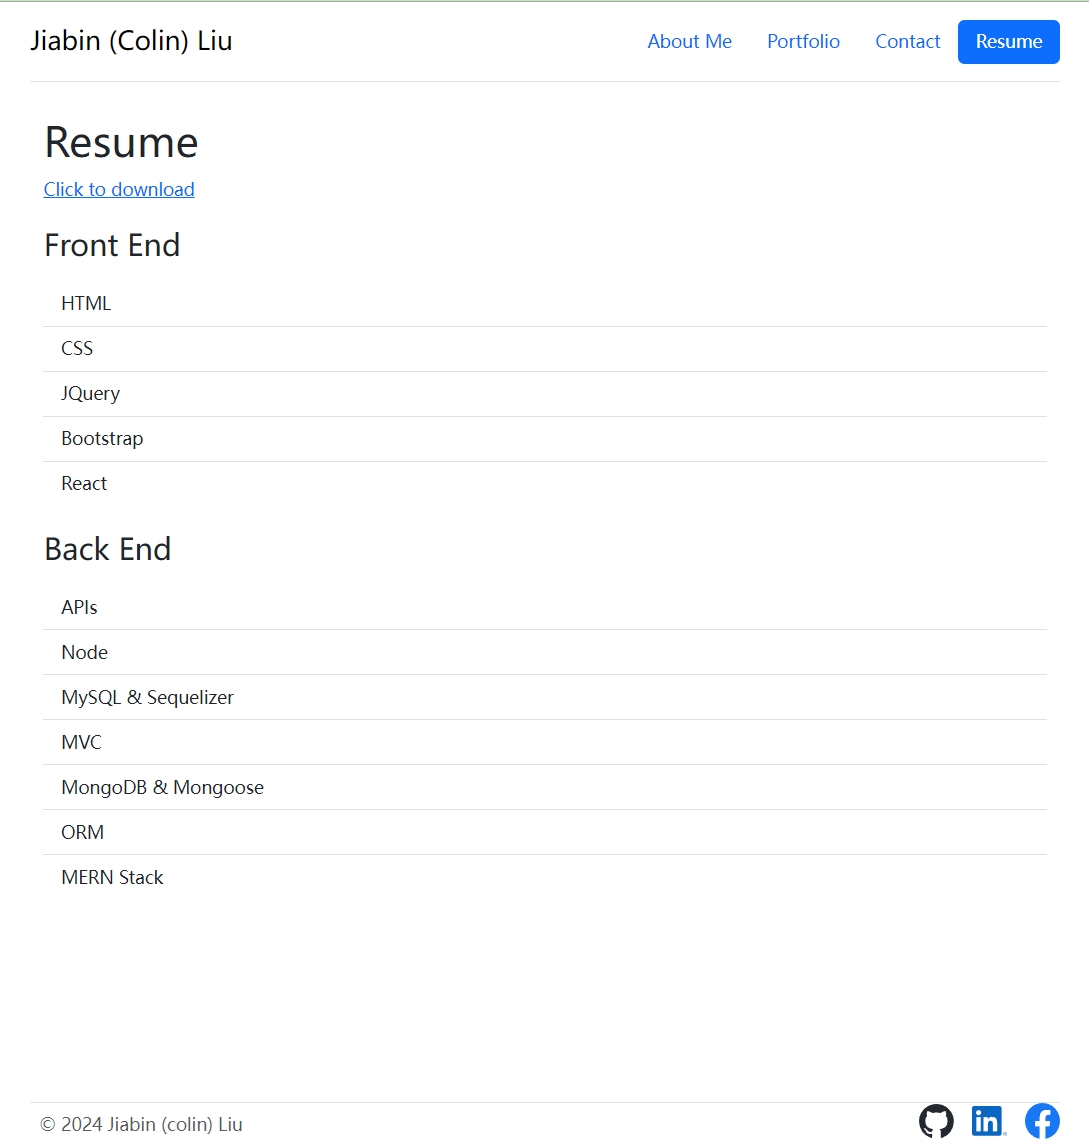 Jiabin (Colin) Liu
About Me Portfolio Contact Resume
Resume
Click to download
Front End
HTML
CSS
JQuery
Bootstrap
React
Back End
APIs
Node
MySQL & Sequelizer
MVC
MongoDB & Mongoose
ORM
MERN Stack
© 2024 Jiabin (colin) Liu
in